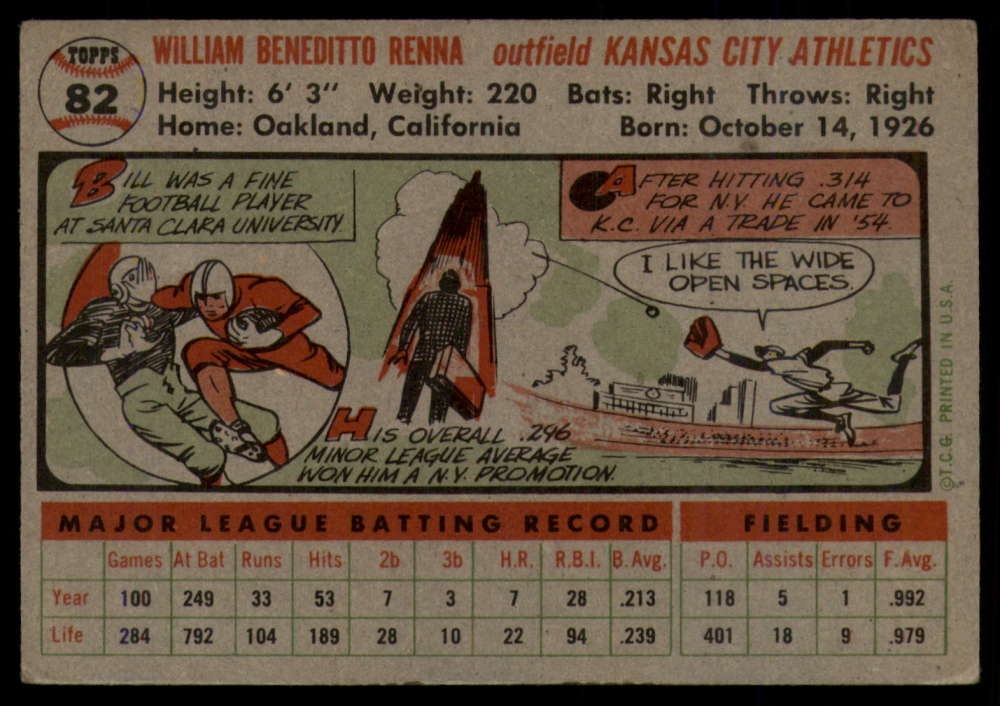 TOPPS
82
WILLIAM BENEDITTO RENNA outfield KANSAS CITY ATHLETICS
Height: 6' 3" Weight: 220 Bats: Right Throws: Right
Home: Oakland, California Born: October 14, 1926
BILL WAS A FINE
FOOTBALL PLAYER
AT SANTA CLARA UNIVERSITY
HIS OVERALL .296
MINOR LEAGUE AVERAGE
WON HIM A N.Y. PROMOTION.
AFTER HITTING .314
FOR N.Y. HE CAME TO
K.C. VIA A TRADE IN '54.
I LIKE THE WIDE
OPEN SPACES.
©T.C.G. PRINTED IN U.S.A.
MAJOR LEAGUE BATTING RECORD FIELDING
Games At Bat Runs Hits 2b 3b H.R. R.B.I. B. Avg. P.O. Assists Errors F. Avg.
Year 100 249 33 53 7 3 7 28 .213 118 5 1 .992
Life 284 792 104 189 28 10 22 94 .239 401 18 9 .979